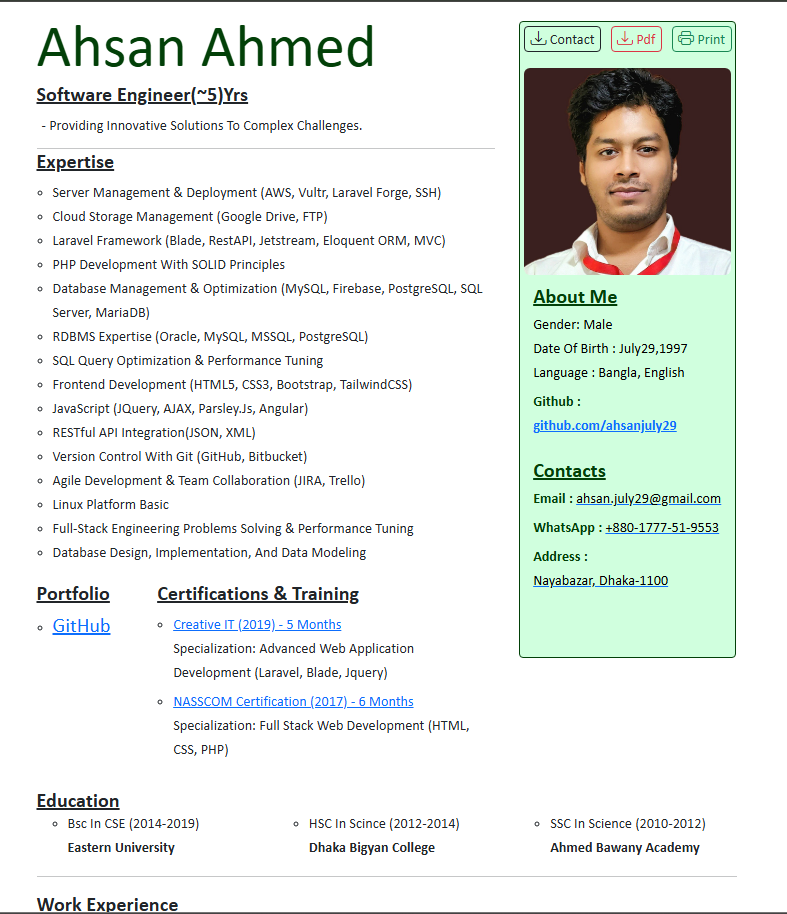 Ahsan Ahmed
Software Engineer(~5)Yrs
- Providing Innovative Solutions To Complex Challenges.
Expertise
Server Management & Deployment (AWS, Vultr, Laravel Forge, SSH)
Cloud Storage Management (Google Drive, FTP)
Laravel Framework (Blade, RestAPI, Jetstream, Eloquent ORM, MVC)
PHP Development With SOLID Principles
Database Management & Optimization (MySQL, Firebase, PostgreSQL, SQL
Server, MariaDB)
RDBMS Expertise (Oracle, MySQL, MSSQL, PostgreSQL)
SQL Query Optimization & Performance Tuning
Frontend Development (HTML5, CSS3, Bootstrap, TailwindCSS)
JavaScript (JQuery, AJAX, Parsley.Js, Angular)
RESTful API Integration(JSON, XML)
Version Control With Git (GitHub, Bitbucket)
Agile Development & Team Collaboration (JIRA, Trello)
Linux Platform Basic
Full-Stack Engineering Problems Solving & Performance Tuning
Database Design, Implementation, And Data Modeling
Portfolio
GitHub
Certifications & Training
Creative IT (2019) - 5 Months
Specialization: Advanced Web Application
Development (Laravel, Blade, Jquery)
NASSCOM Certification (2017) - 6 Months
Specialization: Full Stack Web Development (HTML,
CSS, PHP)
Contact
Pdf
Print
About Me
Gender: Male
Date Of Birth : July29,1997
Language : Bangla, English
Github :
github.com/ahsanjuly29
Contacts
Email : ahsan.july29@gmail.com
WhatsApp : +880-1777-51-9553
Address :
Nayabazar, Dhaka-1100
Education
Bsc In CSE (2014-2019)
Eastern University
HSC In Scince (2012-2014)
Dhaka Bigyan College
SSC In Science (2010-2012)
Ahmed Bawany Academy
Work Experience